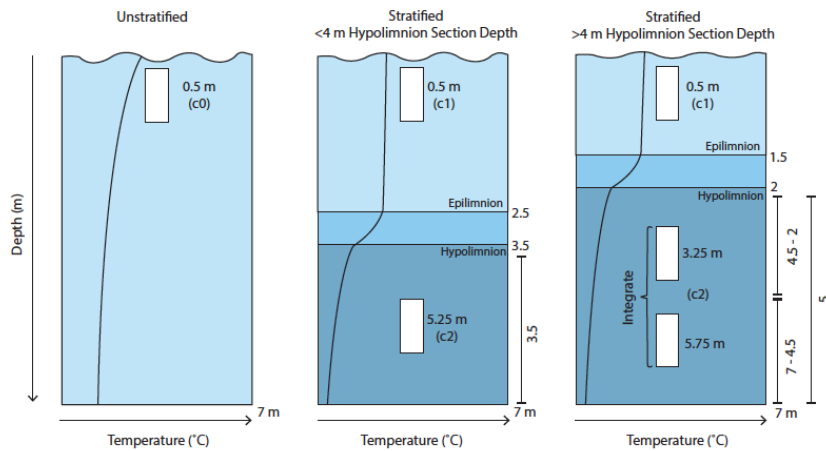 Unstratified
Stratified
<4 m Hypolimnion Section Depth
Stratified
>4 m Hypolimnion Section Depth
Depth (m)
0.5 m
(c0)
7 m
Temperature (˚C)
0.5 m
(c1)
Epilimnion
2.5
3.5
Hypolimnion
5.25 m
(c2)
3.5
7 m
Temperature (˚C)
0.5 m
(c1)
Epilimnion
1.5
2
Hypolimnion
Integrate
3.25 m
(c2)
5.75 m
4.5 - 2
7 - 4.5
5
7 m
Temperature (˚C)